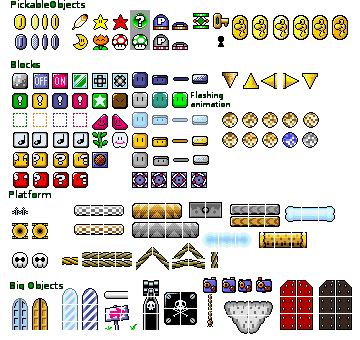 PickableObjects
P P
Blocks
OFF ON
Flashing
animation
Platform
Big Objects